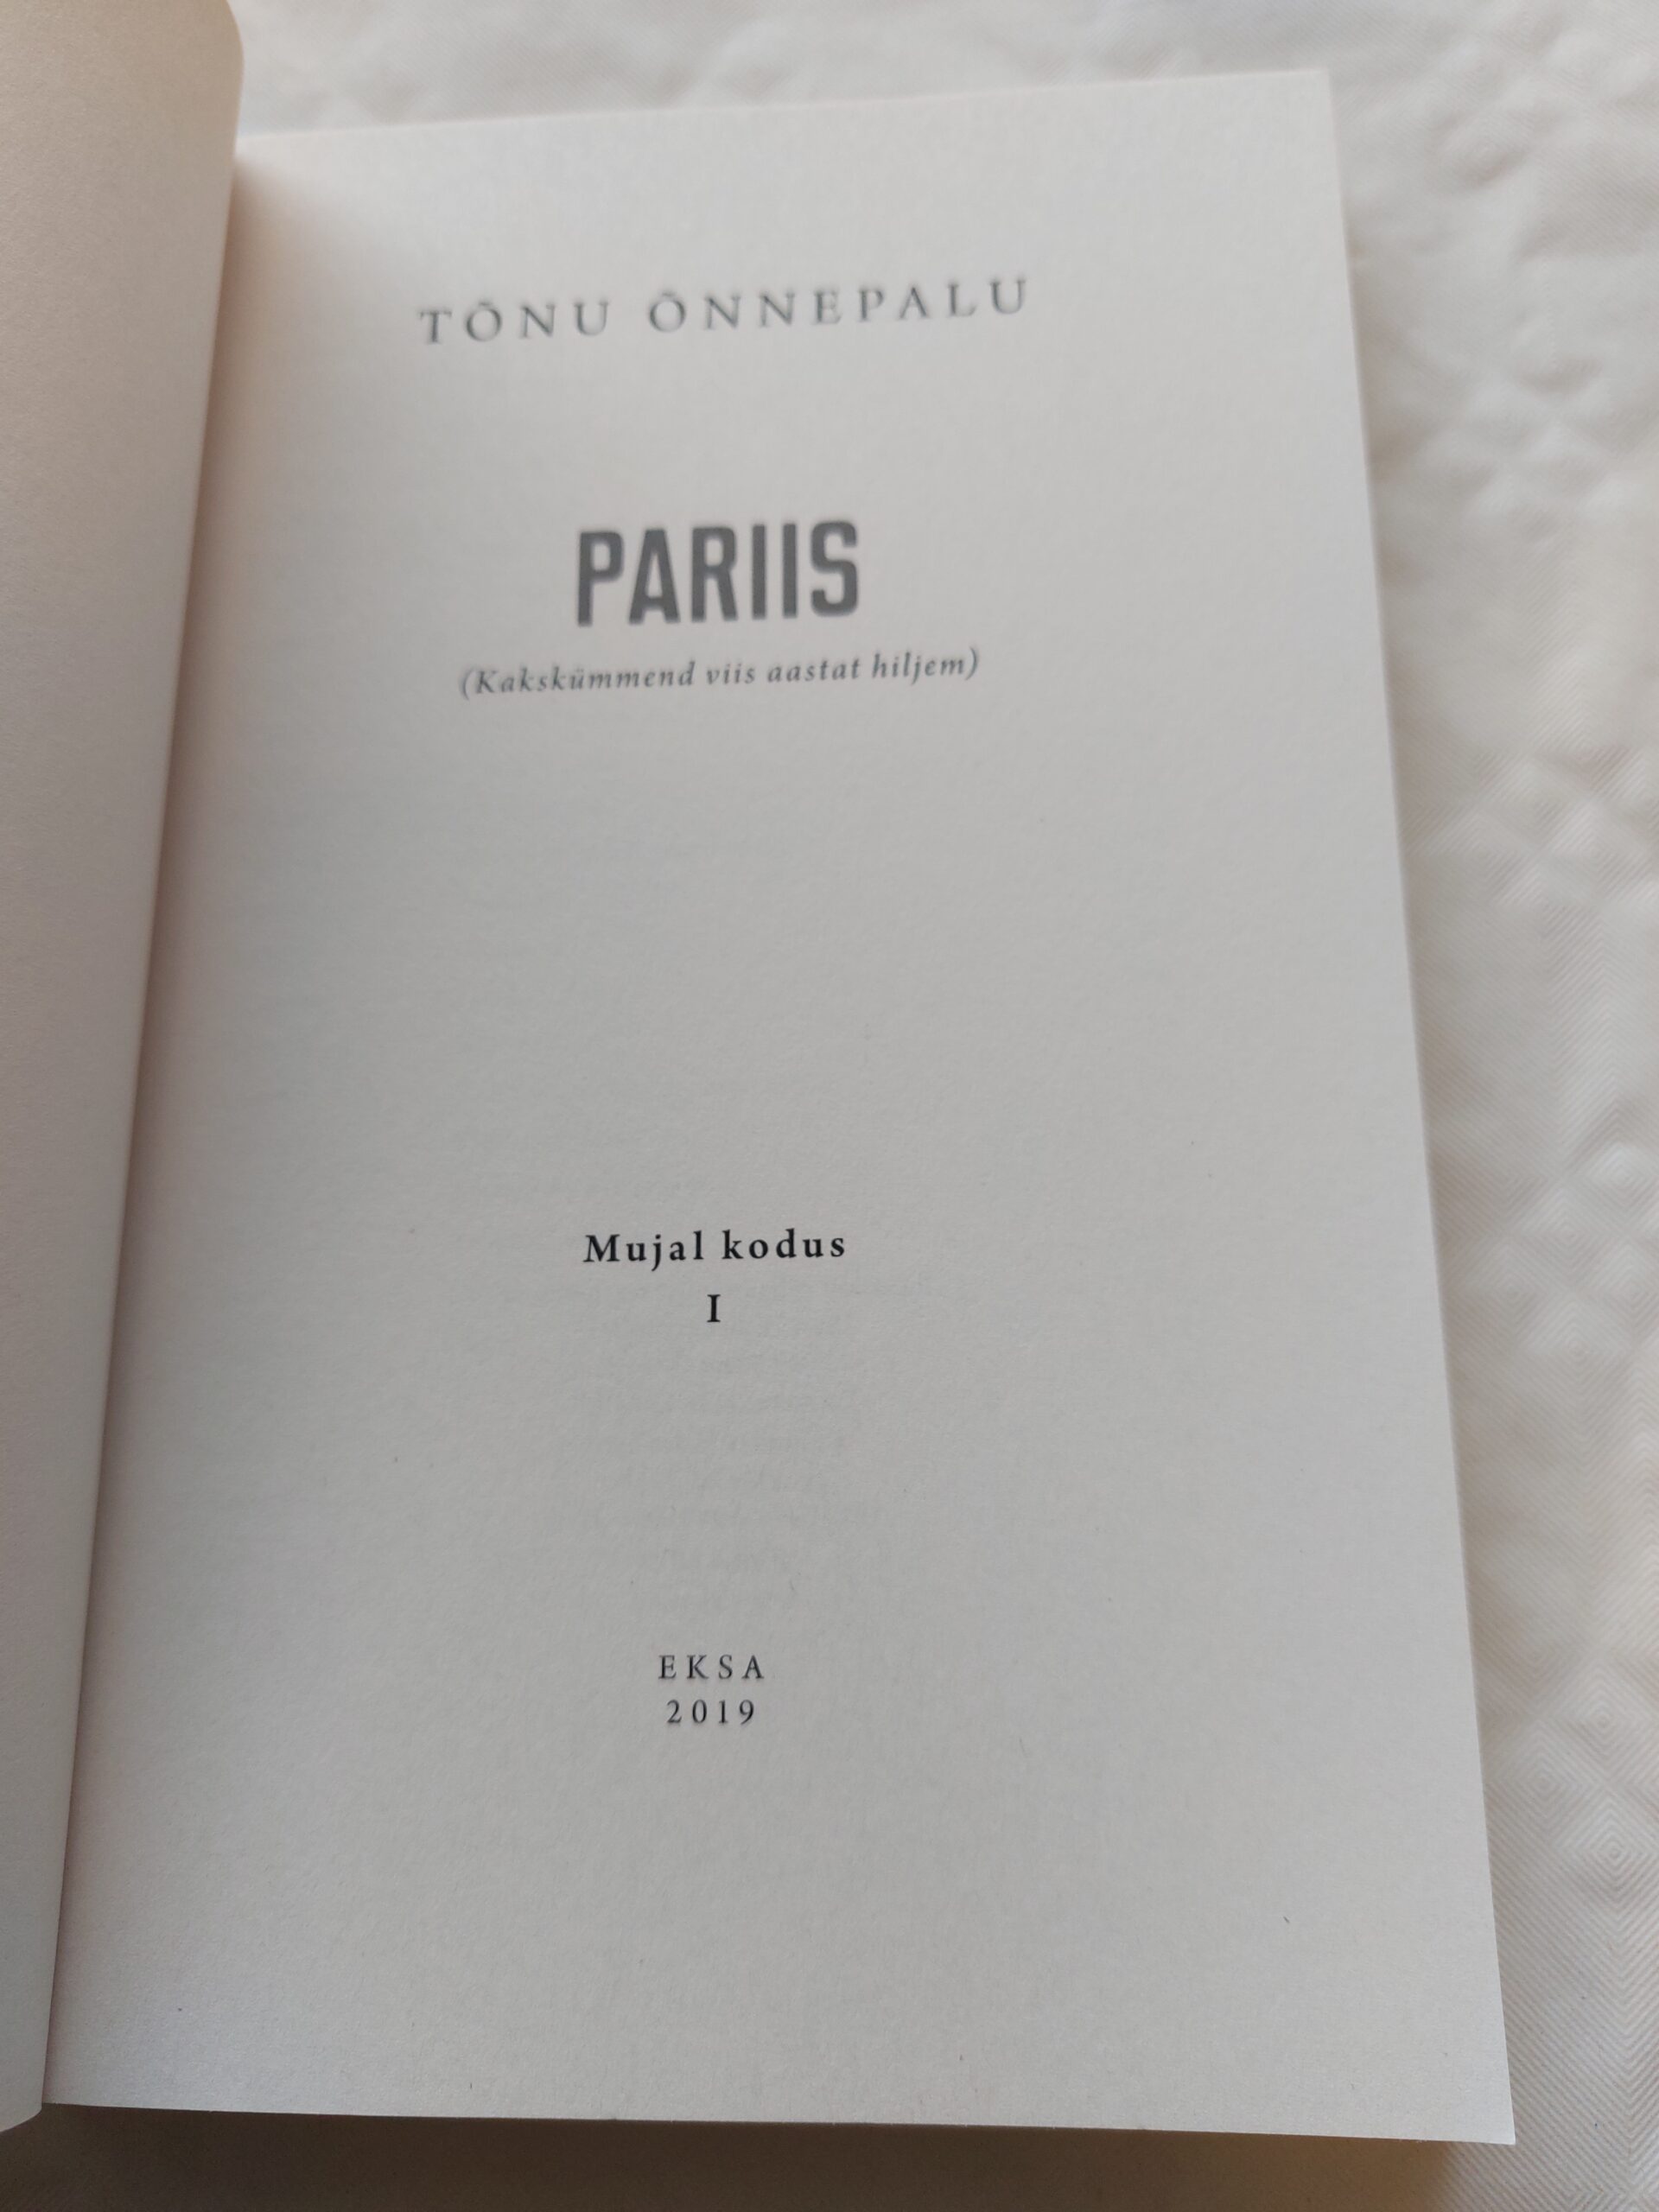 TÕNU ÕNNEPALU
PARIIS
(Kakskümmend viis aastat hiljem)
Mujal kodus
I
EKSA
2019